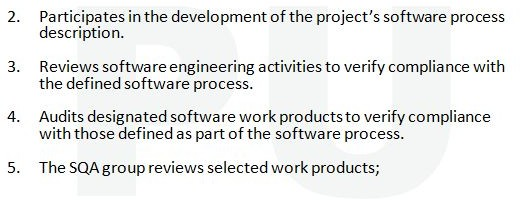 2. Participates in the development of the project's software process
description.
3. Reviews software engineering activities to verify compliance with
the defined software process.
4. Audits designated software work products to verify compliance
with those defined as part of the software process.
5. The SQA group reviews selected work products;